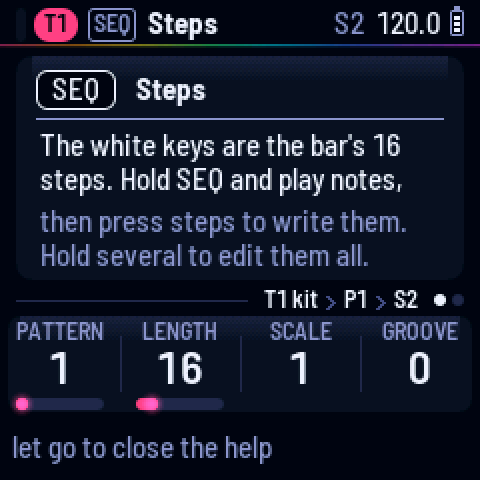 T1 SEQ Steps S2 120.0
SEQ Steps
The white keys are the bar's 16
steps. Hold SEQ and play notes,
then press steps to write them.
Hold several to edit them all.
T1 kit > P1 > S2
PATTERN LENGTH SCALE GROOVE
1 16 1 0
let go to close the help